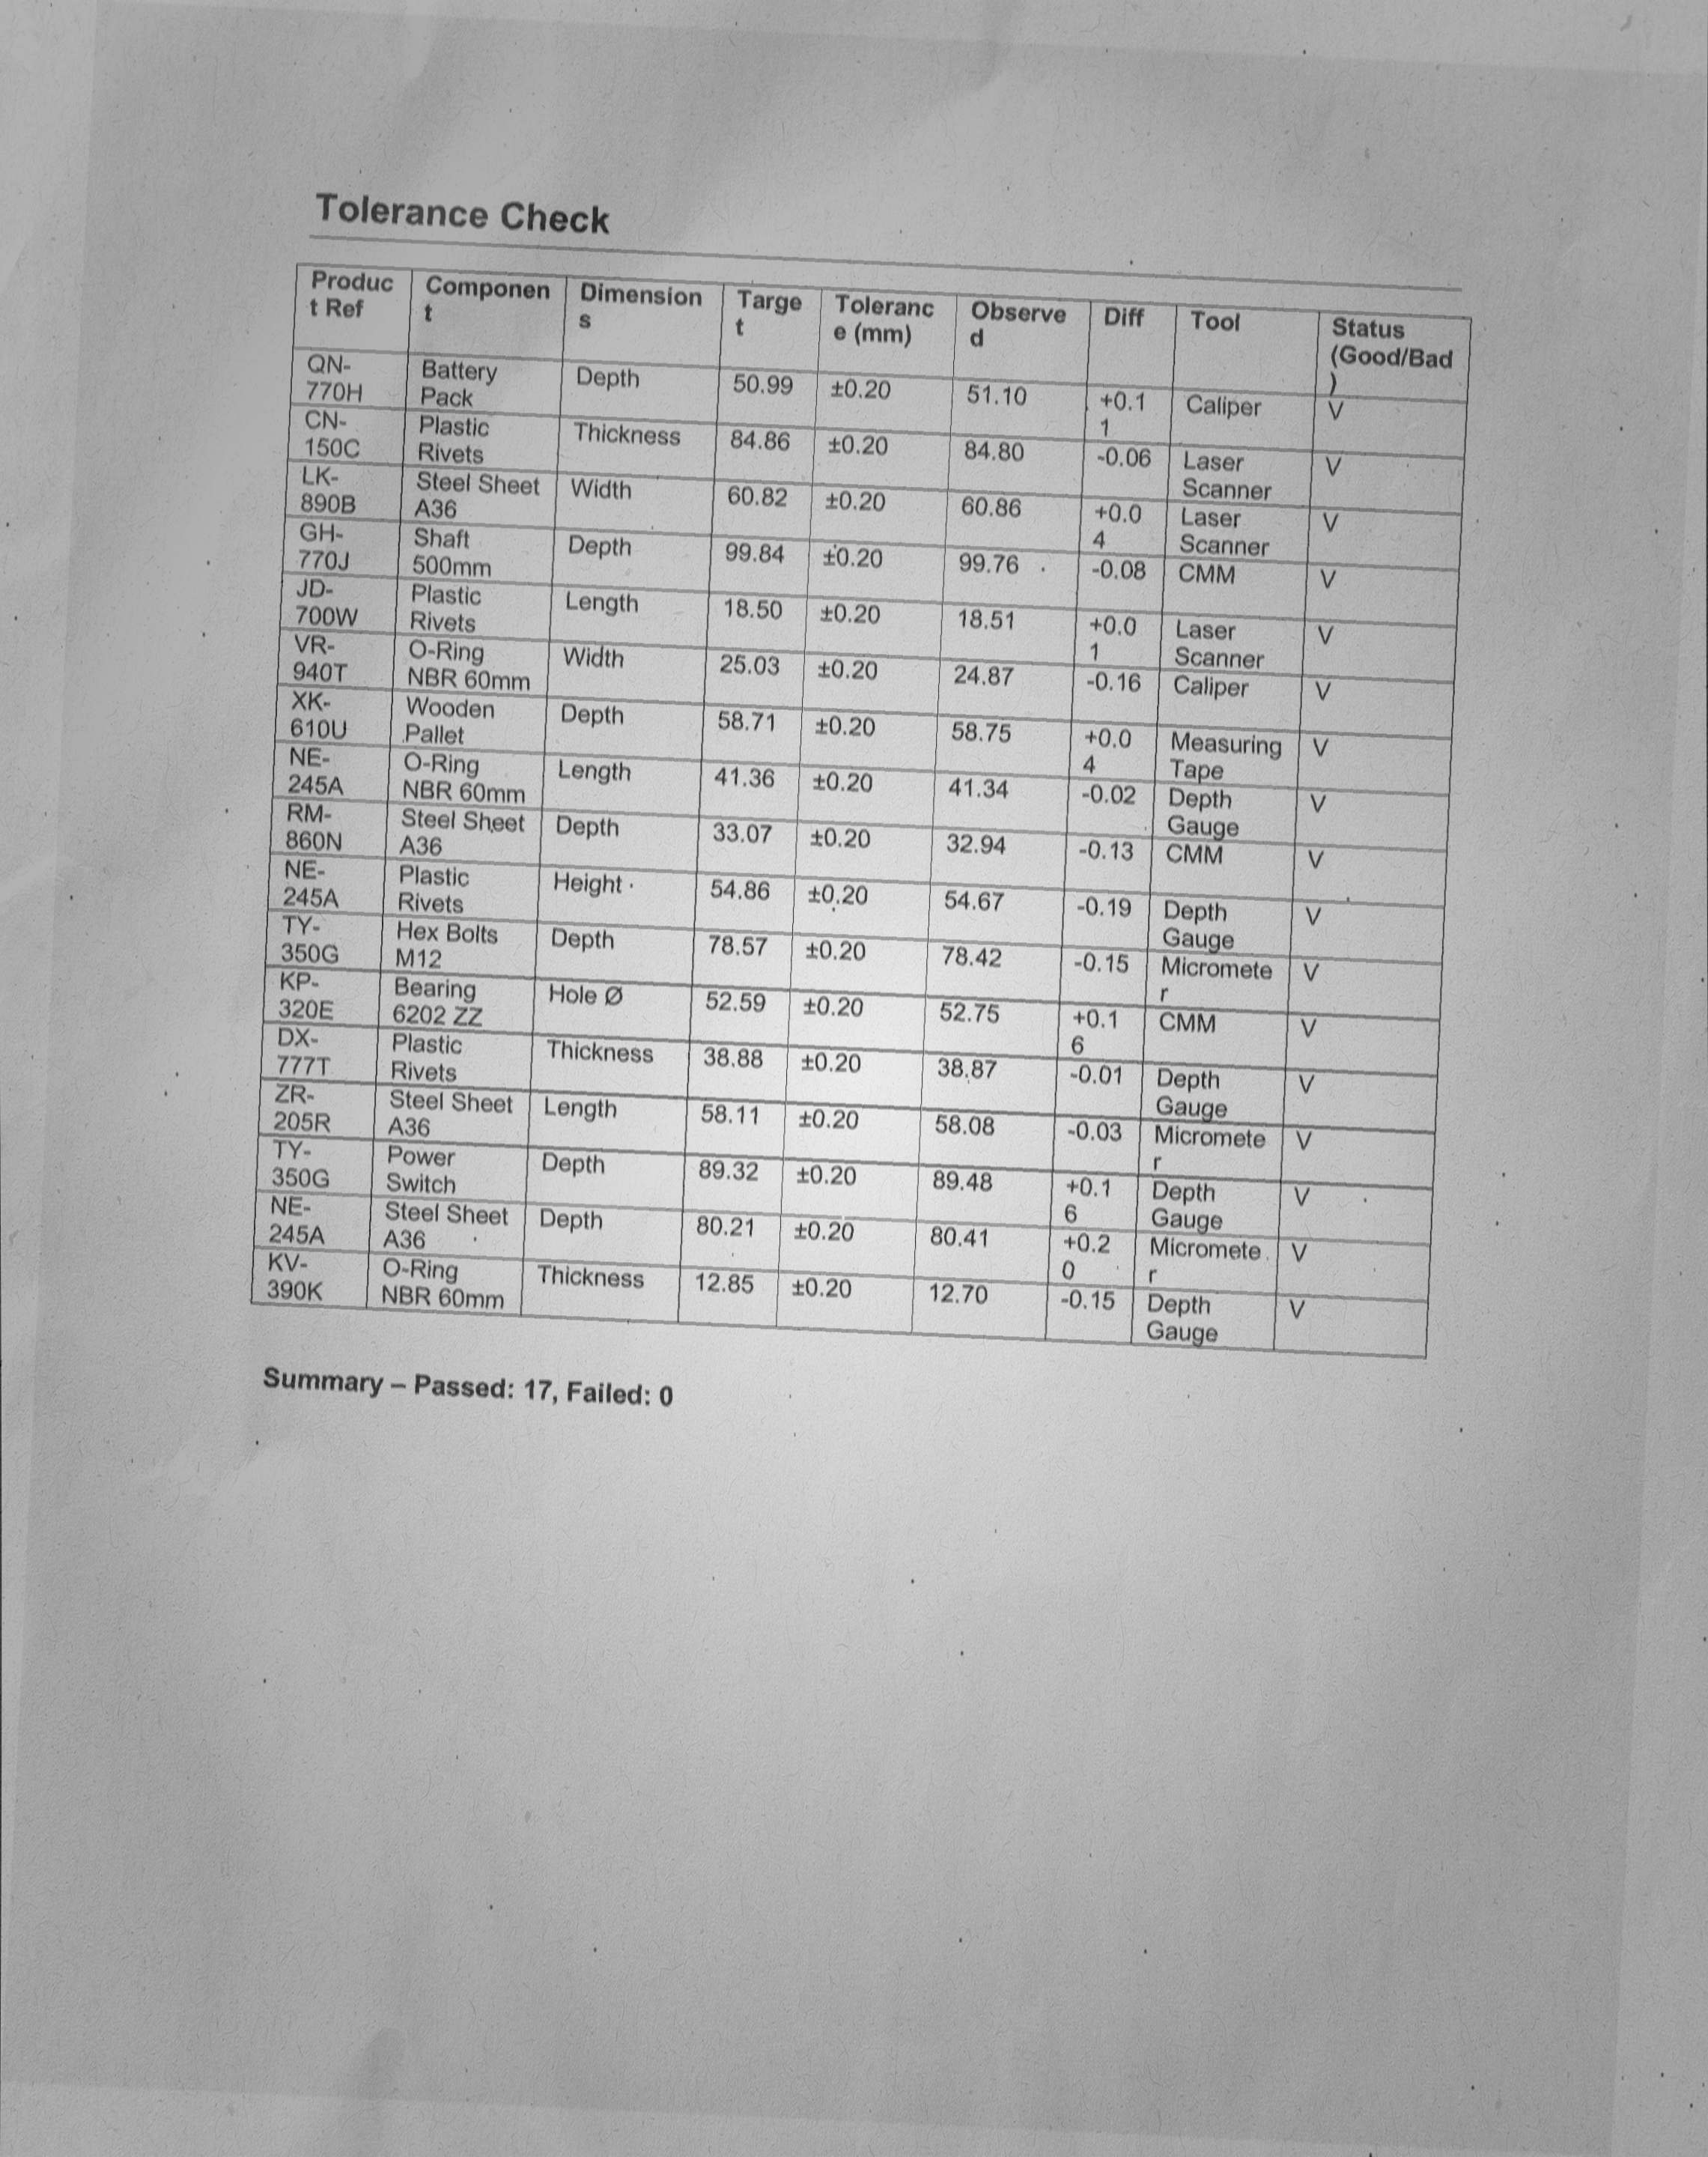 Tolerance Check
Product Ref Component Dimensions Target Tolerance (mm) Observed Diff Tool Status (Good/Bad)
QN-770H Battery Pack Depth 50.99 ±0.20 51.10 +0.11 Caliper V
CN-150C Plastic Rivets Thickness 84.86 ±0.20 84.80 -0.06 Laser Scanner V
LK-890B Steel Sheet A36 Width 60.82 ±0.20 60.86 +0.04 Laser Scanner V
GH-770J Shaft 500mm Depth 99.84 ±0.20 99.76 -0.08 CMM V
JD-700W Plastic Rivets Length 18.50 ±0.20 18.51 +0.01 Laser Scanner V
VR-940T O-Ring NBR 60mm Width 25.03 ±0.20 24.87 -0.16 Caliper V
XK-610U Wooden Pallet Depth 58.71 ±0.20 58.75 +0.04 Measuring Tape V
NE-245A O-Ring NBR 60mm Length 41.36 ±0.20 41.34 -0.02 Depth Gauge V
RM-860N Steel Sheet A36 Depth 33.07 ±0.20 32.94 -0.13 CMM V
NE-245A Plastic Rivets Height 54.86 ±0.20 54.67 -0.19 Depth Gauge V
TY-350G Hex Bolts M12 Depth 78.57 ±0.20 78.42 -0.15 Micrometer V
KP-320E Bearing 6202 ZZ Hole Ø 52.59 ±0.20 52.75 +0.16 CMM V
DX-777T Plastic Rivets Thickness 38.88 ±0.20 38.87 -0.01 Depth Gauge V
ZR-205R Steel Sheet A36 Length 58.11 ±0.20 58.08 -0.03 Micrometer V
TY-350G Power Switch Depth 89.32 ±0.20 89.48 +0.16 Depth Gauge V
NE-245A Steel Sheet A36 Depth 80.21 ±0.20 80.41 +0.20 Micrometer V
KV-390K O-Ring NBR 60mm Thickness 12.85 ±0.20 12.70 -0.15 Depth Gauge V
Summary – Passed: 17, Failed: 0